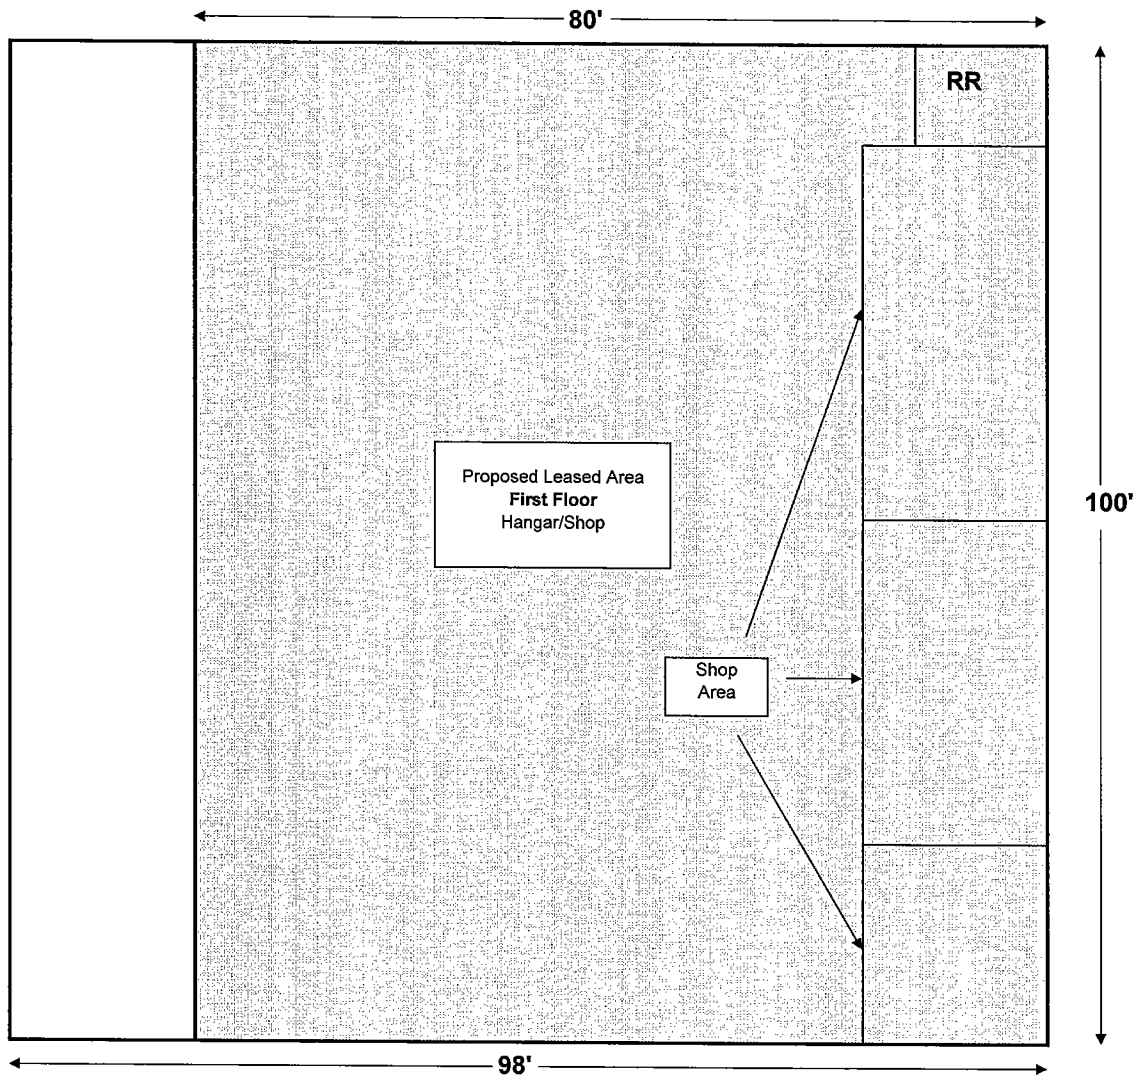 80'
RR
Proposed Leased Area
First Floor
Hangar/Shop
100'
Shop
Area
98'